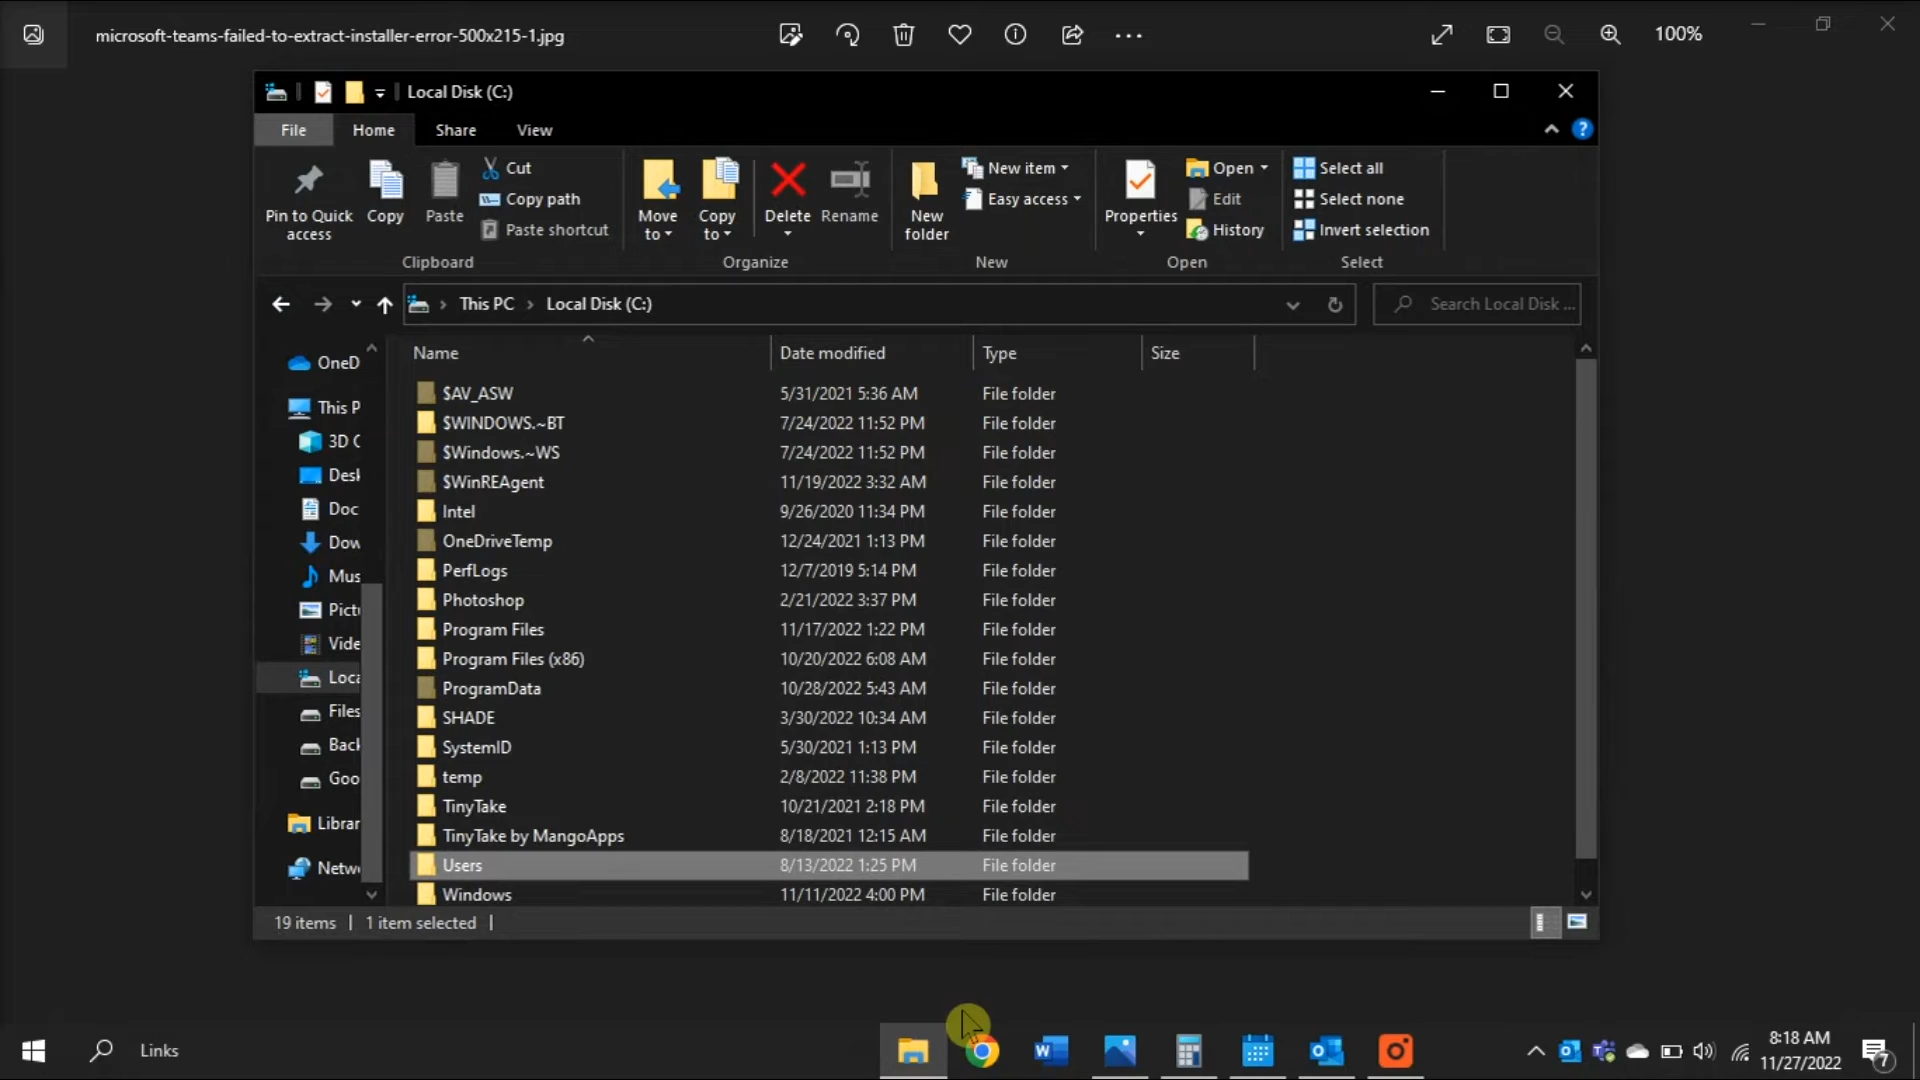 microsoft-teams-failed-to-extract-installer-error-500x215-1.jpg
100%
Local Disk (C:)
File Home Share View
Pin to Quick access
Copy
Paste
Cut
Copy path
Paste shortcut
Move to
Copy to
Delete
Rename
New folder
New item
Easy access
Properties
Open
Edit
History
Select all
Select none
Invert selection
Clipboard Organize New Open Select
This PC Local Disk (C:)
Search Local Disk ...
OneD
This P
3D C
Desk
Doc
Dow
Mus
Pictu
Vide
Loca
Files
Back
Goo
Librar
Netw
Name Date modified Type Size
$AV_ASW 5/31/2021 5:36 AM File folder
$WINDOWS.~BT 7/24/2022 11:52 PM File folder
$Windows.~WS 7/24/2022 11:52 PM File folder
$WinREAgent 11/19/2022 3:32 AM File folder
Intel 9/26/2020 11:34 PM File folder
OneDriveTemp 12/24/2021 1:13 PM File folder
PerfLogs 12/7/2019 5:14 PM File folder
Photoshop 2/21/2022 3:37 PM File folder
Program Files 11/17/2022 1:22 PM File folder
Program Files (x86) 10/20/2022 6:08 AM File folder
ProgramData 10/28/2022 5:43 AM File folder
SHADE 3/30/2022 10:34 AM File folder
SystemID 5/30/2021 1:13 PM File folder
temp 2/8/2022 11:38 PM File folder
TinyTake 10/21/2021 2:18 PM File folder
TinyTake by MangoApps 8/18/2021 12:15 AM File folder
Users 8/13/2022 1:25 PM File folder
Windows 11/11/2022 4:00 PM File folder
19 items 1 item selected
Links
8:18 AM
11/27/2022
7